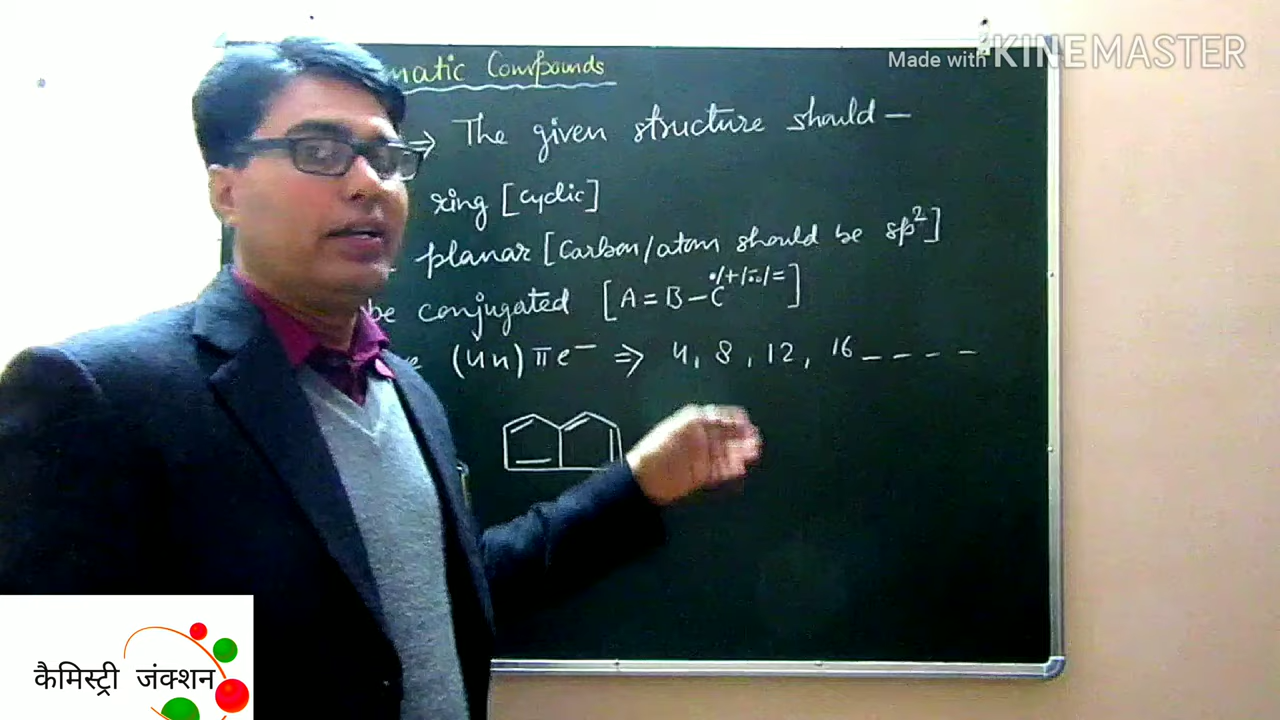 Made with KINEMASTER
matic Compounds
⇒ The given structure should —
ring [cyclic]
planar [Carbon/atom should be sp²]
be conjugated [A=B-C •/+/-/=]
(4n) πe⁻ ⇒ 4, 8, 12, 16 – – – –
कैमिस्ट्री जंक्शन